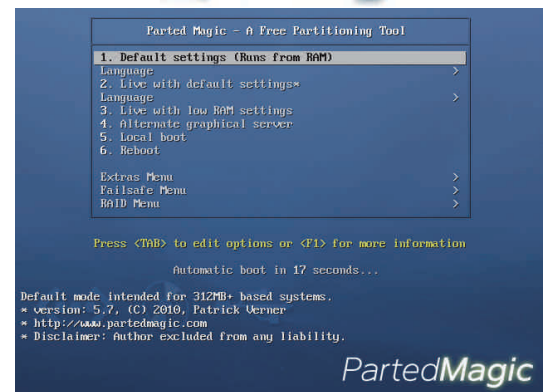 Parted Magic - A Free Partitioning Tool
1. Default settings (Runs from RAM)
Language >
2. Live with default settings*
Language >
3. Live with low RAM settings
4. Alternate graphical server
5. Local boot
6. Reboot
Extras Menu >
Failsafe Menu >
RAID Menu >
Press <TAB> to edit options or <F1> for more information
Automatic boot in 17 seconds...
Default mode intended for 312MB+ based systems.
* version: 5.7, (C) 2010, Patrick Verner
* http://www.partedmagic.com
* Disclaimer: Author excluded from any liability.
PartedMagic